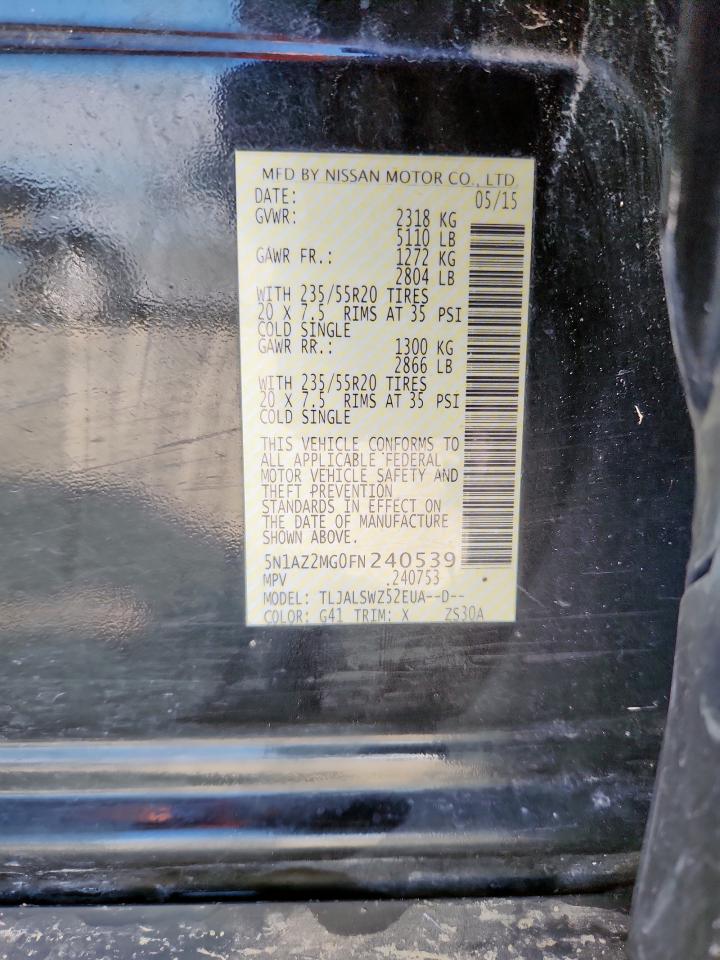 MFD BY NISSAN MOTOR CO., LTD.
DATE: 05/15
GVWR: 2318 KG
5110 LB
GAWR FR.: 1272 KG
2804 LB
WITH 235/55R20 TIRES
20 X 7.5 RIMS AT 35 PSI
COLD SINGLE
GAWR RR.: 1300 KG
2866 LB
WITH 235/55R20 TIRES
20 X 7.5 RIMS AT 35 PSI
COLD SINGLE
THIS VEHICLE CONFORMS TO
ALL APPLICABLE FEDERAL
MOTOR VEHICLE SAFETY AND
THEFT PREVENTION
STANDARDS IN EFFECT ON
THE DATE OF MANUFACTURE
SHOWN ABOVE.
5N1AZ2MG0FN240539
MPV .240753
MODEL: TLJALSWZ52EUA--D--
COLOR: G41 TRIM: X ZS30A